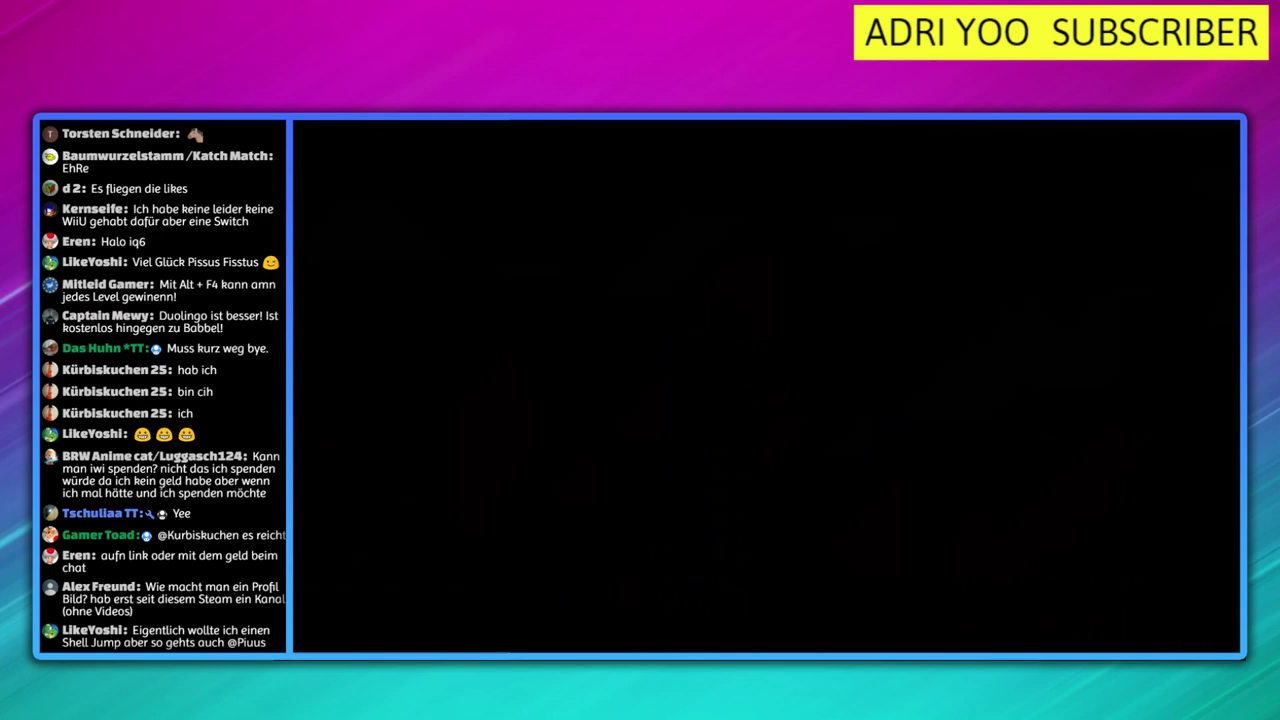 ADRI YOO SUBSCRIBER
Torsten Schneider:
Baumwurzelstamm /Katch Match:
EhRe
d 2: Es fliegen die likes
Kernseife: Ich habe keine leider keine
WiiU gehabt dafür aber eine Switch
Eren: Halo iq6
LikeYoshi: Viel Glück Pissus Fisstus
Mitleid Gamer: Mit Alt + F4 kann amn
jedes Level gewinenn!
Captain Mewy: Duolingo ist besser! Ist
kostenlos hingegen zu Babbel!
Das Huhn *TT: Muss kurz weg bye.
Kürbiskuchen 25: hab ich
Kürbiskuchen 25: bin cih
Kürbiskuchen 25: ich
LikeYoshi:
BRW Anime cat/Luggasch124: Kann
man iwi spenden? nicht das ich spenden
würde da ich kein geld habe aber wenn
ich mal hätte und ich spenden möchte
Tschuliaa TT: Yee
Gamer Toad: @Kurbiskuchen es reicht
Eren: aufn link oder mit dem geld beim
chat
Alex Freund: Wie macht man ein Profil
Bild? hab erst seit diesem Steam ein Kanal
(ohne Videos)
LikeYoshi: Eigentlich wollte ich einen
Shell Jump aber so gehts auch @Piuus